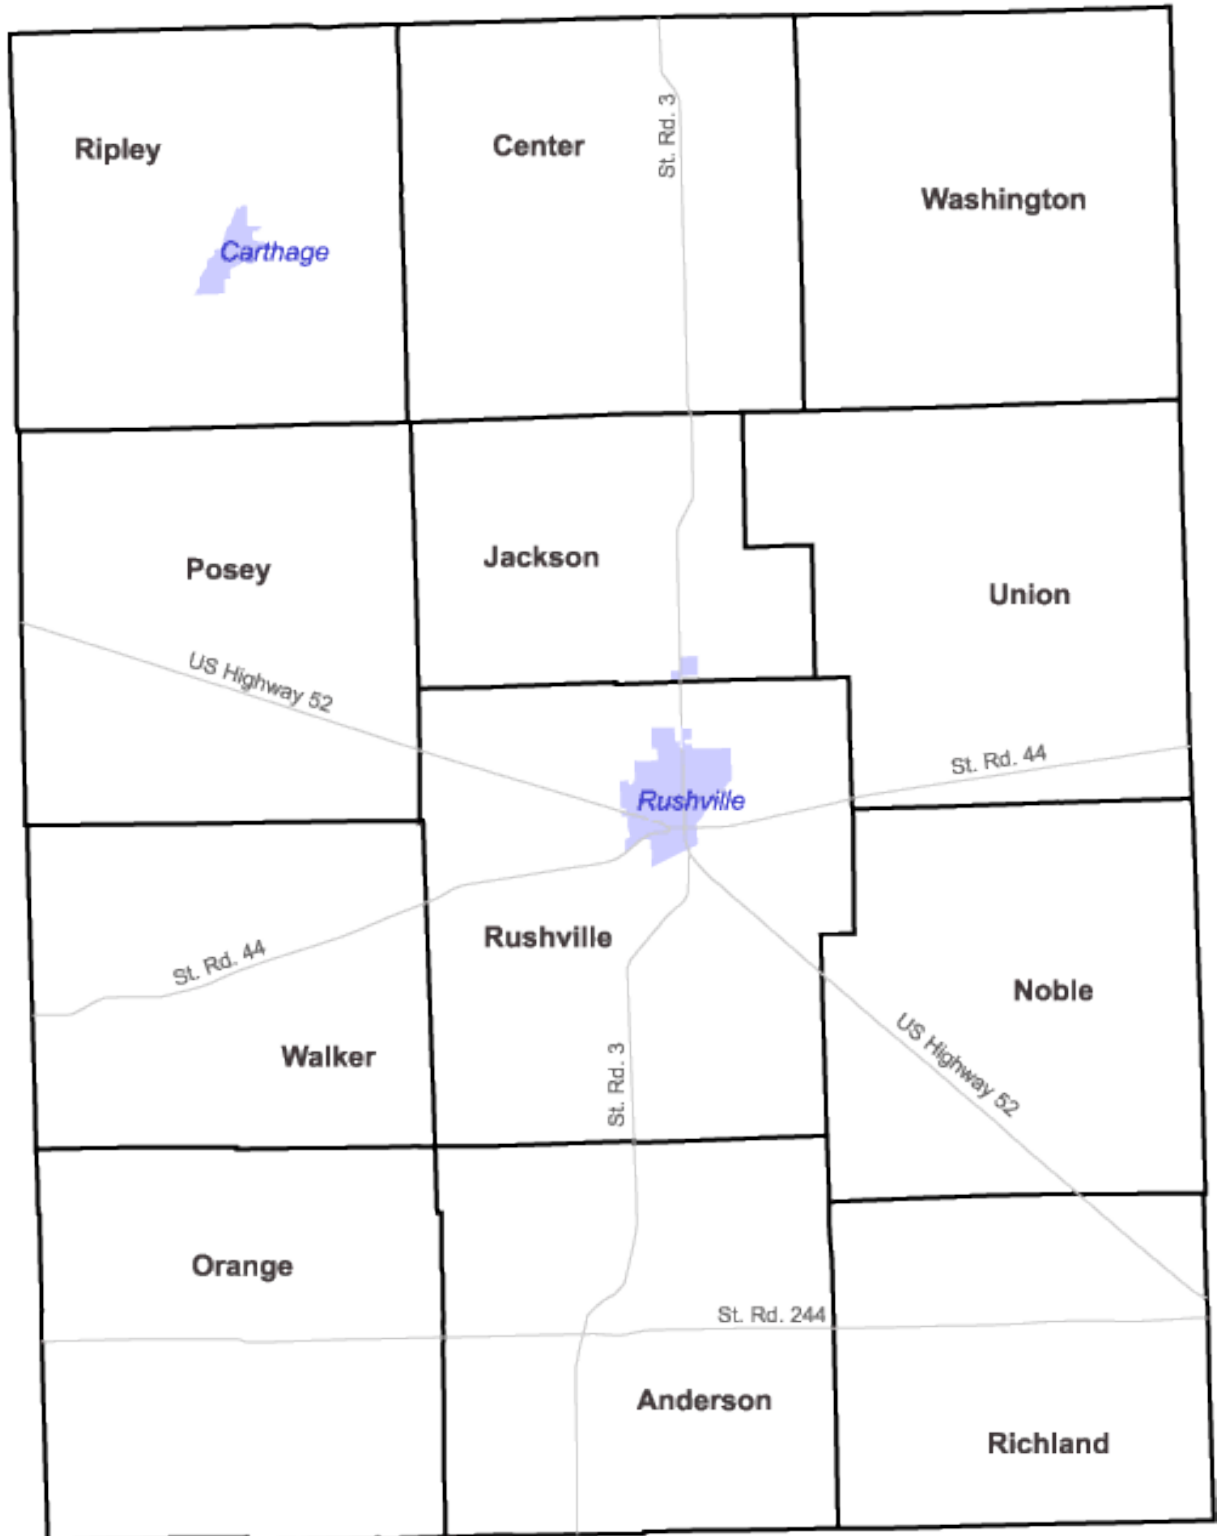 St. Rd. 3
Ripley
Center
Washington
Carthage
Posey
Jackson
Union
US Highway 52
St. Rd. 44
Rushville
Rushville
St. Rd. 44
Noble
US Highway 52
Walker
St. Rd. 3
Orange
St. Rd. 244
Anderson
Richland